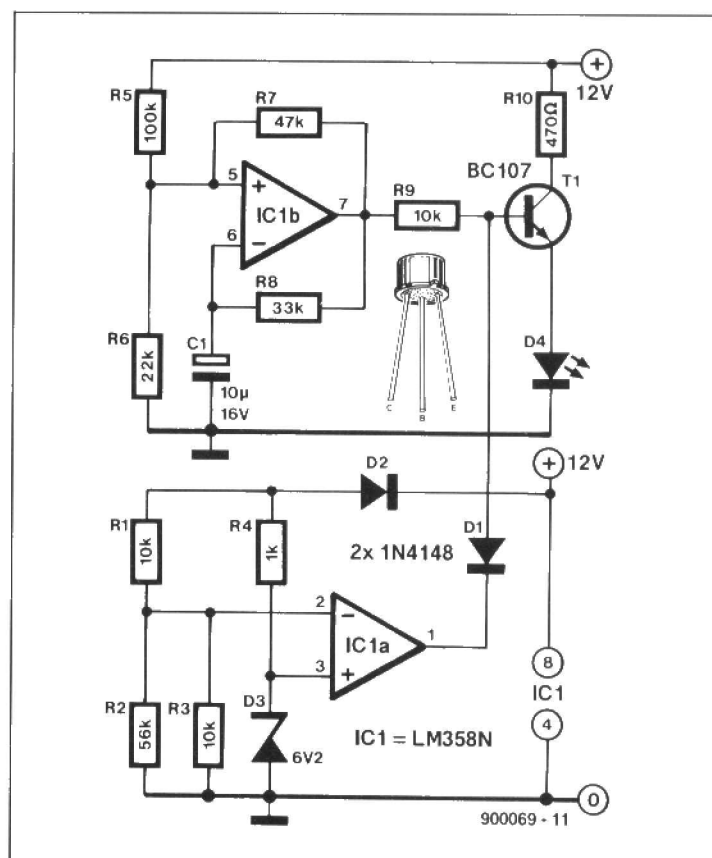 +
12V
R5
100k
R7
47k
R10
470Ω
BC107
T1
5
+
IC1b
7
6
−
R9
10k
R8
33k
R6
22k
C1
10µ
16V
D4
C
B
E
+
12V
D2
R1
10k
R4
1k
D1
2x 1N4148
2
−
IC1a
1
3
+
8
IC1
4
R2
56k
R3
10k
D3
6V2
IC1 = LM358N
0
900069 - 11